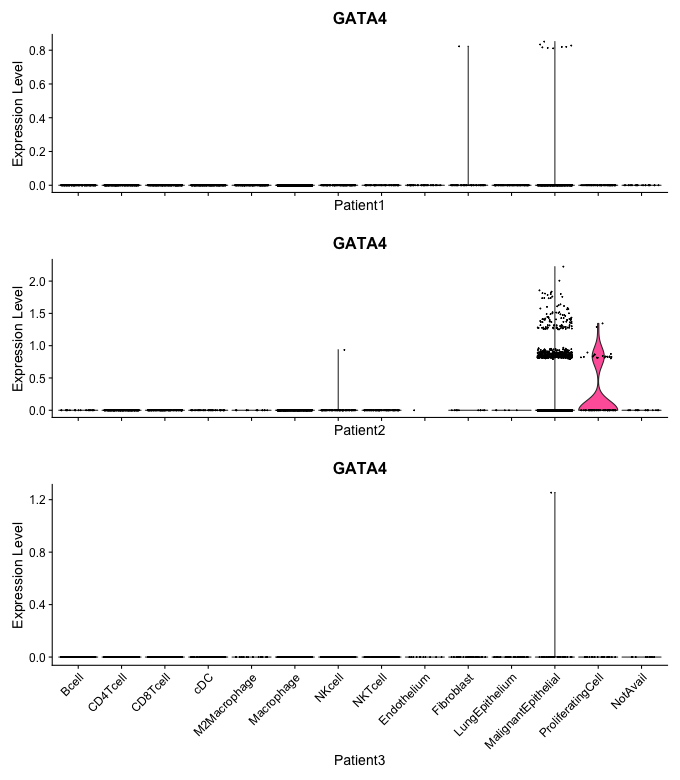 GATA4
Expression Level
0.8
0.6
0.4
0.2
0.0
Patient1
GATA4
Expression Level
2.0
1.5
1.0
0.5
0.0
Patient2
GATA4
Expression Level
1.2
0.8
0.4
0.0
Bcell
CD4Tcell
CD8Tcell
cDC
M2Macrophage
Macrophage
NKcell
NKTcell
Endothelium
Fibroblast
LungEpithelium
MalignantEpithelial
ProliferatingCell
NotAvail
Patient3